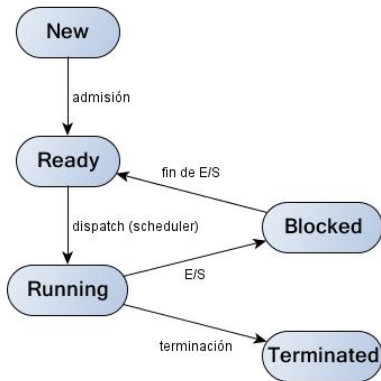 New
admisión
Ready
fin de E/S
dispatch (scheduler)
Blocked
Running
E/S
terminación
Terminated